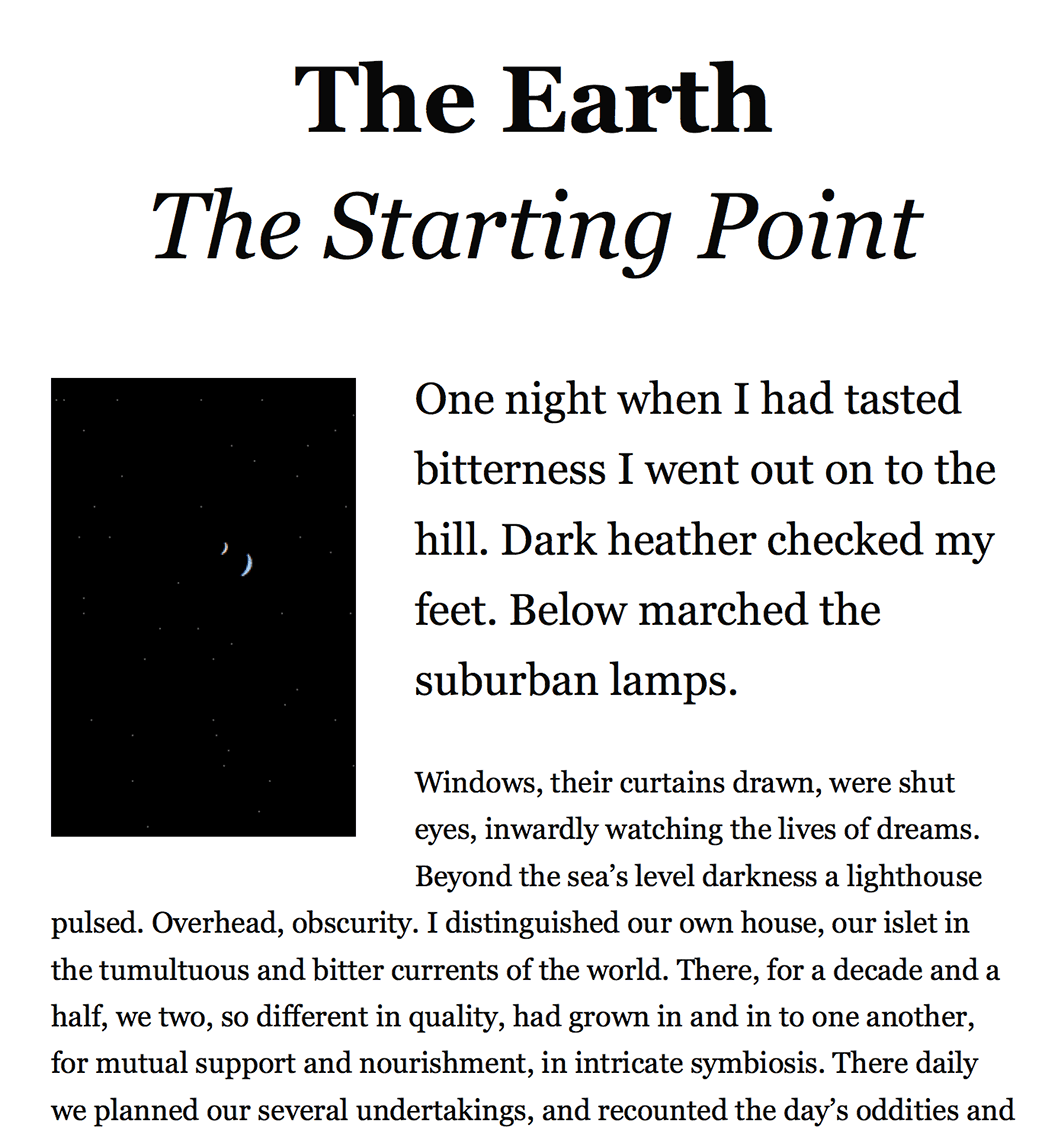 The Earth
The Starting Point
One night when I had tasted
bitterness I went out on to the
hill. Dark heather checked my
feet. Below marched the
suburban lamps.
Windows, their curtains drawn, were shut
eyes, inwardly watching the lives of dreams.
Beyond the sea’s level darkness a lighthouse
pulsed. Overhead, obscurity. I distinguished our own house, our islet in
the tumultuous and bitter currents of the world. There, for a decade and a
half, we two, so different in quality, had grown in and in to one another,
for mutual support and nourishment, in intricate symbiosis. There daily
we planned our several undertakings, and recounted the day’s oddities and